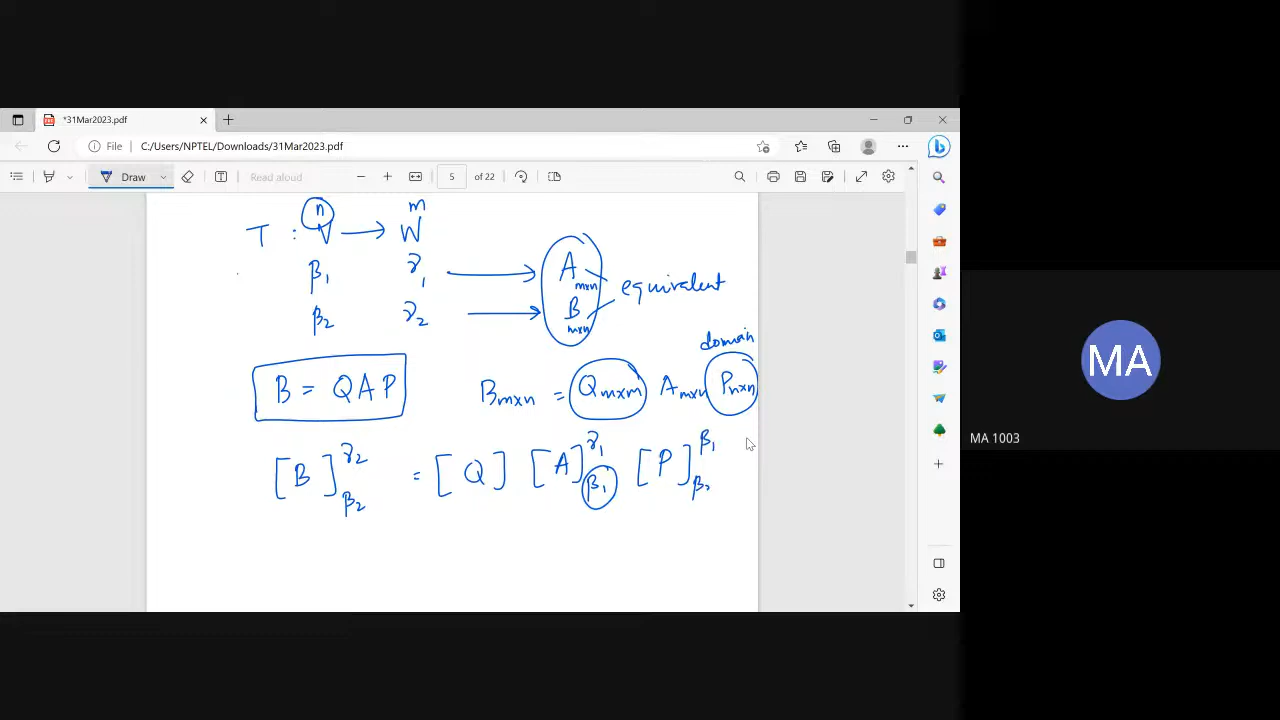 *31Mar2023.pdf
File C:/Users/NPTEL/Downloads/31Mar2023.pdf
Draw Read aloud 5 of 22
n m
T : V → W
β₁ γ₁ → A m×n
equivalent
β₂ γ₂ → B m×n
domain
B = QAP B m×n = Q m×m A m×n P n×n
[B]^γ₂_β₂ = [Q] [A]^γ₁_β₁ [P]^β₁_β₂
MA
MA 1003